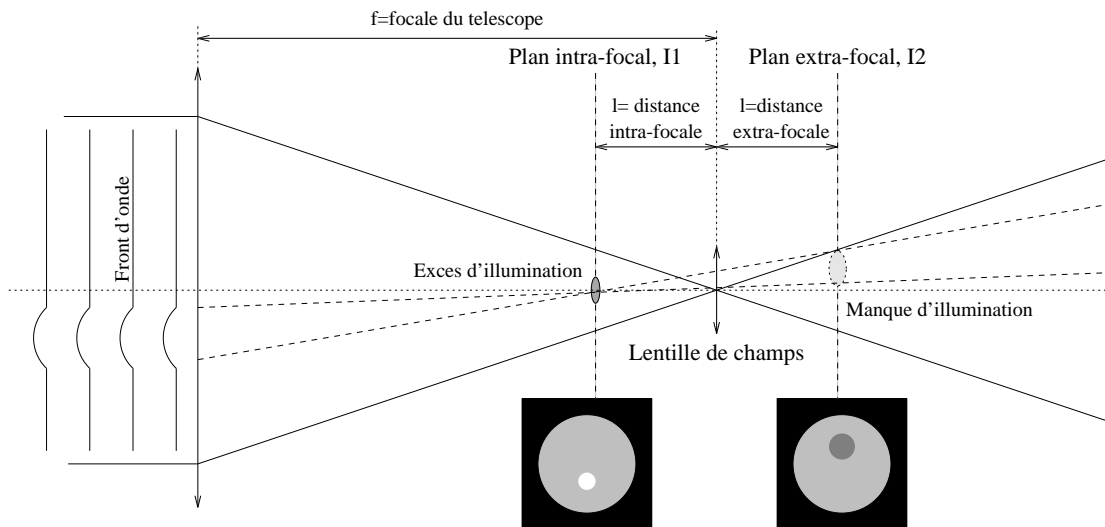 f=focale du telescope
Plan intra-focal, I1
Plan extra-focal, I2
l= distance
intra-focale
l=distance
extra-focale
Front d'onde
Exces d'illumination
Manque d'illumination
Lentille de champs